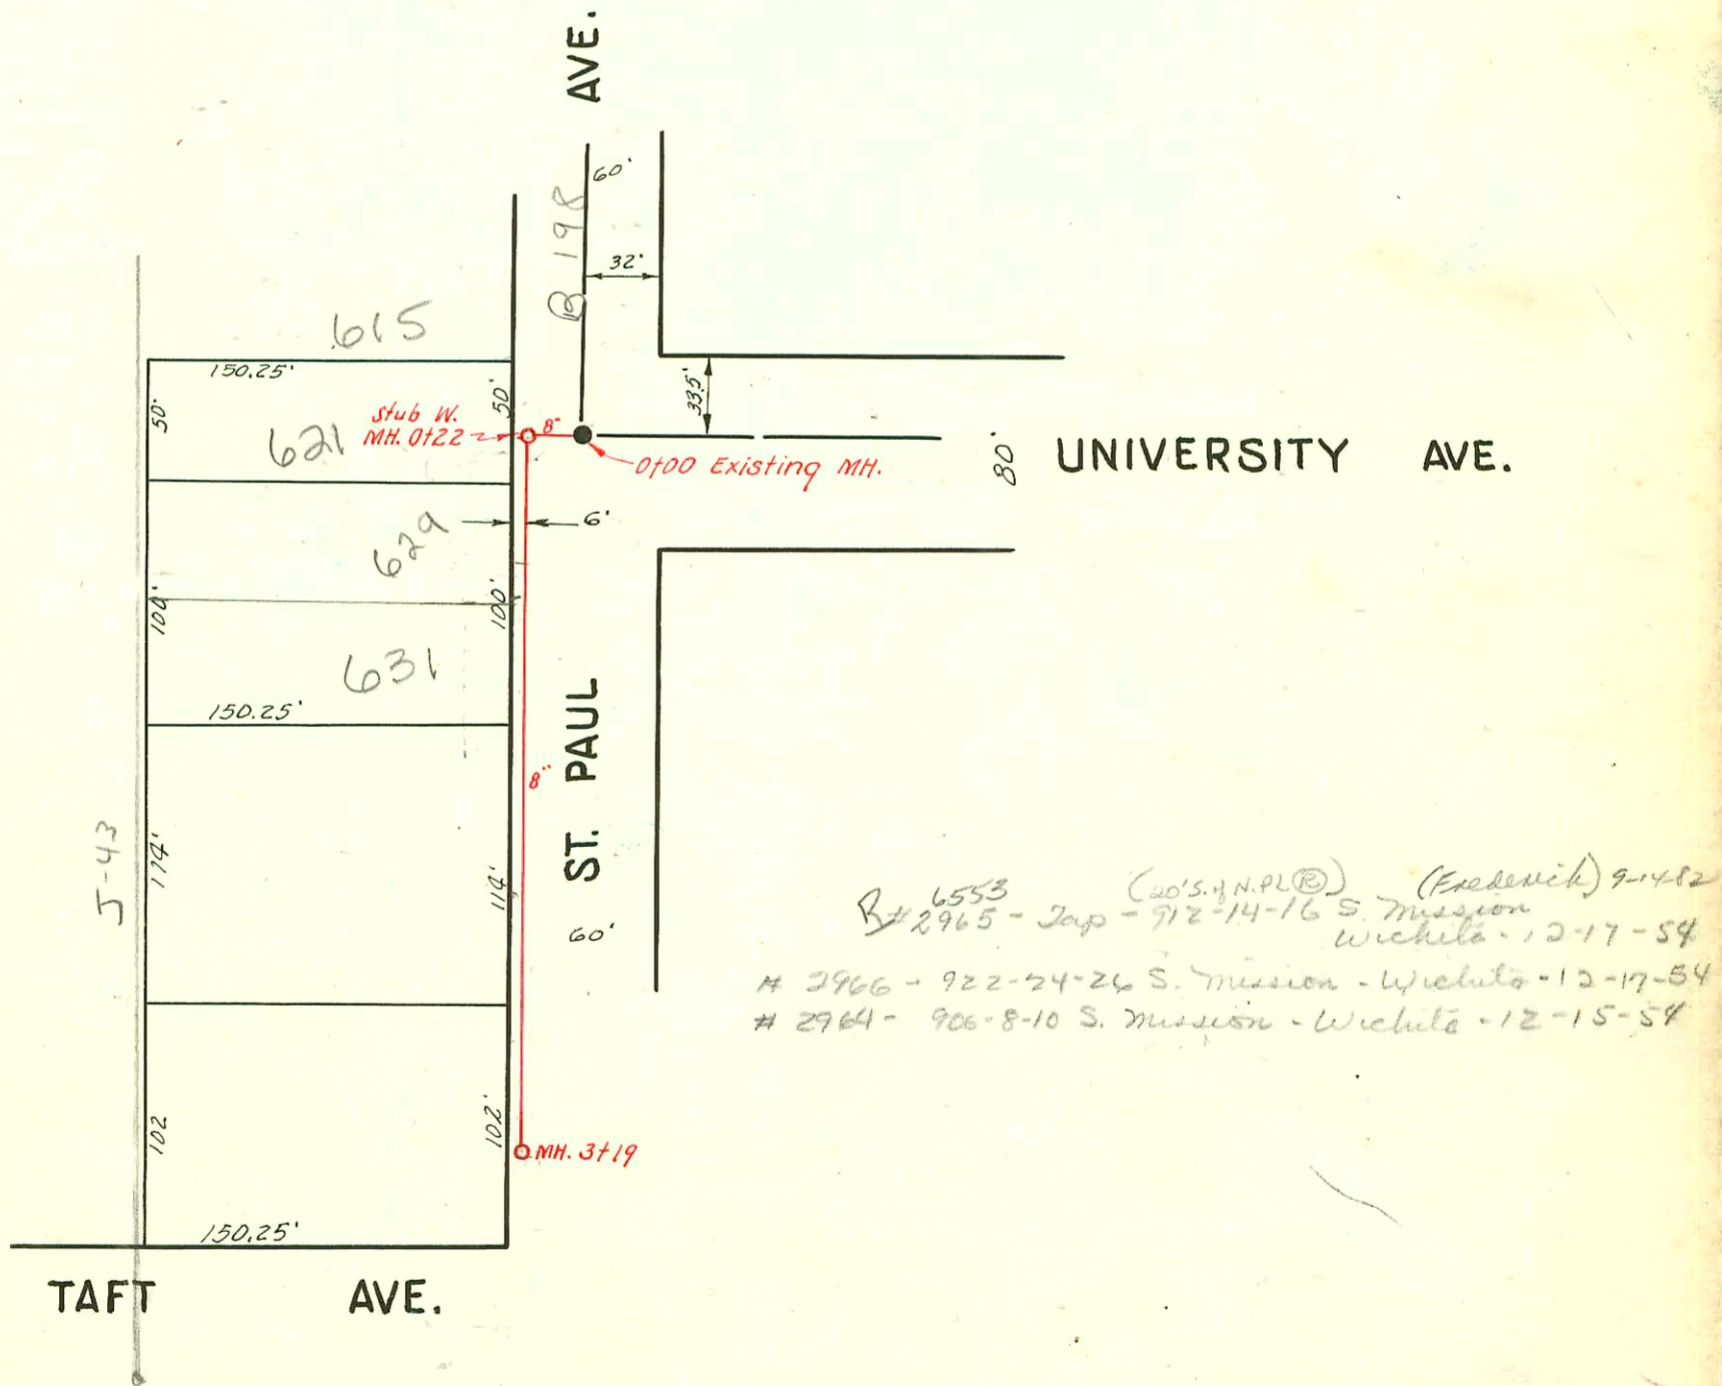 AVE.
60'
B 198
32'
615
150.25'
50'
50'
33.5'
Stub W.
MH. 0+22
8"
621
0+00 Existing MH.
80'
UNIVERSITY AVE.
6'
629
100'
100'
631
150.25'
ST. PAUL
8"
J-43
114'
114'
60'
6553 (20'S. of N.PL (R)) (Frederick) 9-14-82
R# 2965 - Tap - 912-14-16 S. Mission
Wichita - 12-17-54
# 2966 - 922-24-26 S. Mission - Wichita - 12-17-54
# 2964 - 906-8-10 S. Mission - Wichita - 12-15-54
102
102'
MH. 3+19
150.25'
TAFT AVE.